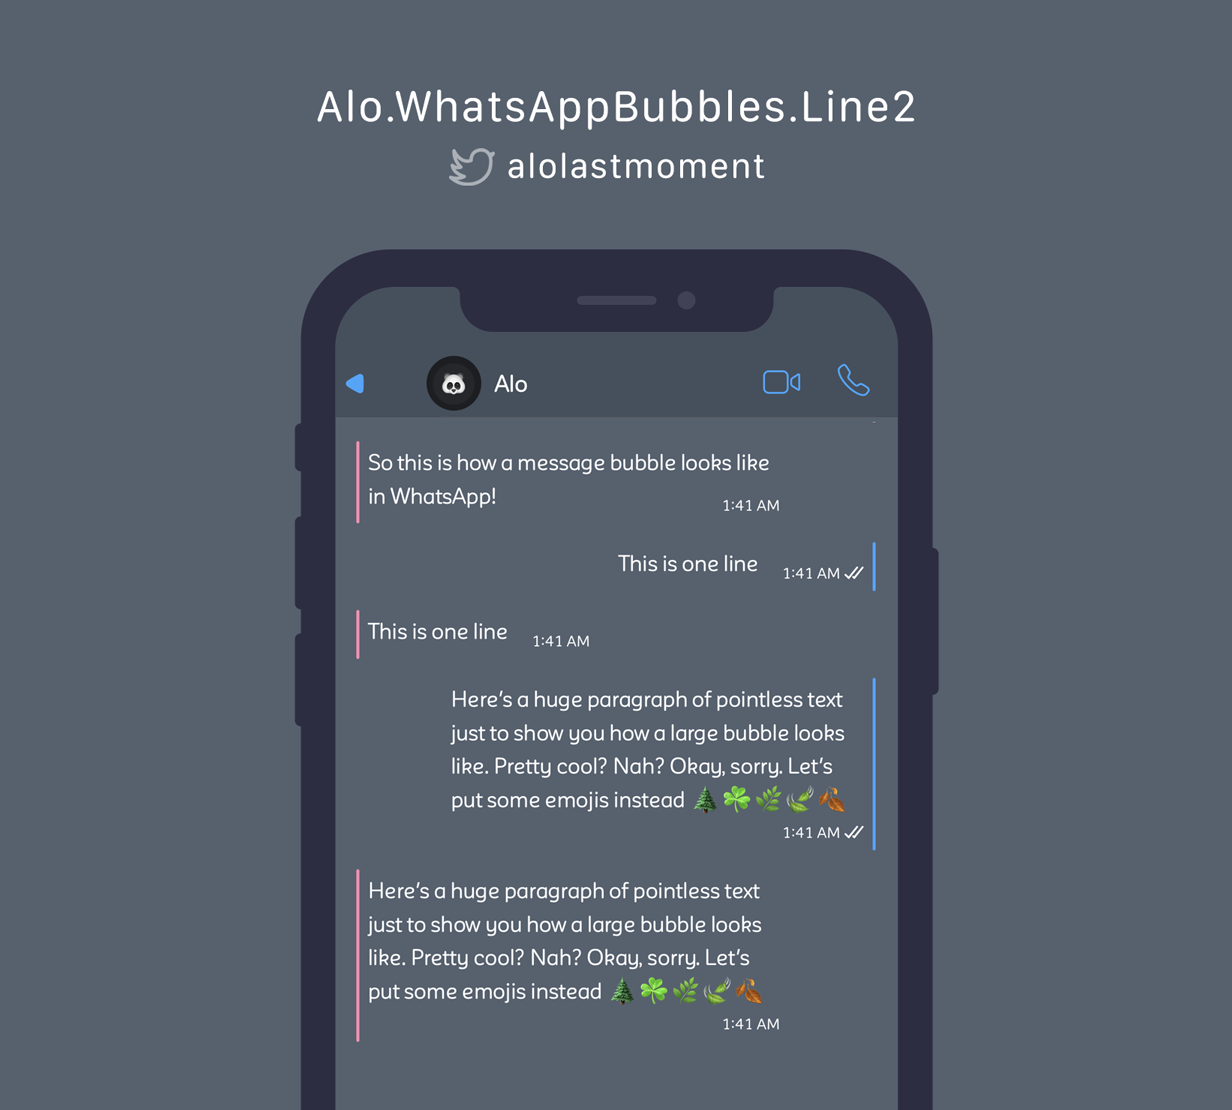 Alo.WhatsAppBubbles.Line2
alolastmoment
Alo
So this is how a message bubble looks like
in WhatsApp!
1:41 AM
This is one line
1:41 AM
This is one line
1:41 AM
Here's a huge paragraph of pointless text
just to show you how a large bubble looks
like. Pretty cool? Nah? Okay, sorry. Let's
put some emojis instead 🌲☘️🌿🍃🍂
1:41 AM
Here's a huge paragraph of pointless text
just to show you how a large bubble looks
like. Pretty cool? Nah? Okay, sorry. Let's
put some emojis instead 🌲☘️🌿🍃🍂
1:41 AM